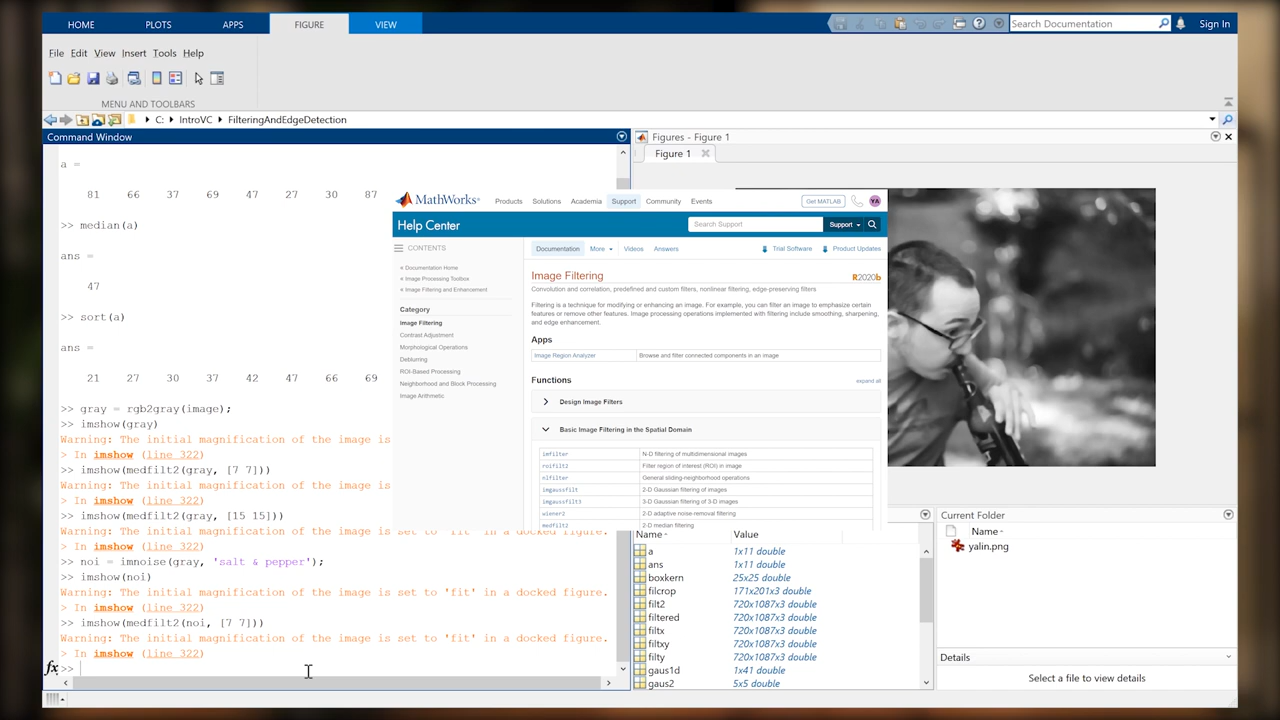 HOME PLOTS APPS FIGURE VIEW
Search Documentation Sign In
File Edit View Insert Tools Help
MENU AND TOOLBARS
C: IntroVC FilteringAndEdgeDetection
Command Window
a =
81 66 37 69 47 27 30 87
>> median(a)
ans =
47
>> sort(a)
ans =
21 27 30 37 42 47 66 69
>> gray = rgb2gray(image);
>> imshow(gray)
Warning: The initial magnification of the image is
> In imshow (line 322)
>> imshow(medfilt2(gray, [7 7]))
Warning: The initial magnification of the image is
> In imshow (line 322)
>> imshow(medfilt2(gray, [15 15]))
Warning: The initial magnification of the image is set to 'fit' in a docked figure.
> In imshow (line 322)
>> noi = imnoise(gray, 'salt & pepper');
>> imshow(noi)
Warning: The initial magnification of the image is set to 'fit' in a docked figure.
> In imshow (line 322)
>> imshow(medfilt2(noi, [7 7]))
Warning: The initial magnification of the image is set to 'fit' in a docked figure.
> In imshow (line 322)
fx >>
Figures - Figure 1
Figure 1
MathWorks® Products Solutions Academia Support Community Events Get MATLAB YA
Help Center Search Support Support
CONTENTS
« Documentation Home
« Image Processing Toolbox
« Image Filtering and Enhancement
Category
Image Filtering
Contrast Adjustment
Morphological Operations
Deblurring
ROI-Based Processing
Neighborhood and Block Processing
Image Arithmetic
Documentation More Videos Answers Trial Software Product Updates
Image Filtering R2020b
Convolution and correlation, predefined and custom filters, nonlinear filtering, edge-preserving filters
Filtering is a technique for modifying or enhancing an image. For example, you can filter an image to emphasize certain
features or remove other features. Image processing operations implemented with filtering include smoothing, sharpening,
and edge enhancement.
Apps
Image Region Analyzer Browse and filter connected components in an image
Functions
expand all
Design Image Filters
Basic Image Filtering in the Spatial Domain
imfilter N-D filtering of multidimensional images
roifilt2 Filter region of interest (ROI) in image
nlfilter General sliding-neighborhood operations
imgaussfilt 2-D Gaussian filtering of images
imgaussfilt3 3-D Gaussian filtering of 3-D images
wiener2 2-D adaptive noise-removal filtering
medfilt2 2-D median filtering
Name Value
a 1x11 double
ans 1x11 double
boxkern 25x25 double
filcrop 171x201x3 double
filt2 720x1087x3 double
filtered 720x1087x3 double
filtx 720x1087x3 double
filtxy 720x1087x3 double
filty 720x1087x3 double
gaus1d 1x41 double
gaus2 5x5 double
Current Folder
Name
yalin.png
Details
Select a file to view details